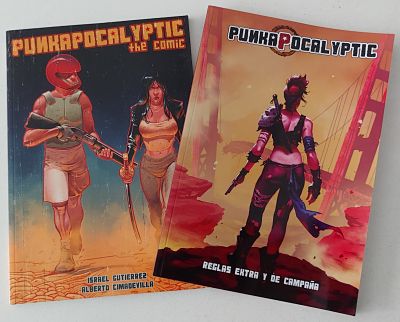 PUNKAPOCALYPTIC
the comic
ISRAEL GUTIERREZ
ALBERTO CIMADEVILLA
PUNKAPOCALYPTIC
REGLAS EXTRA Y DE CAMPAÑA